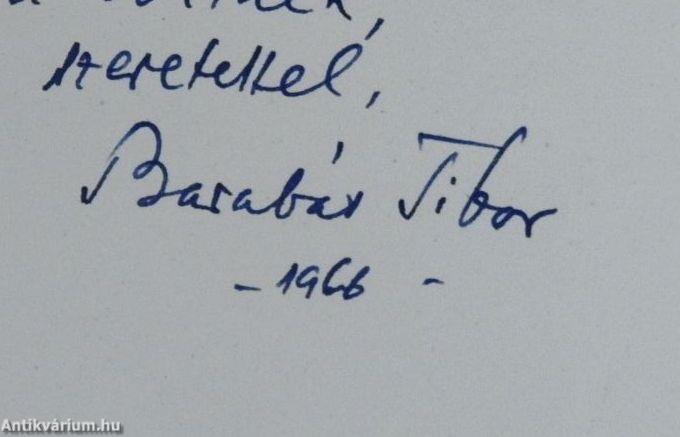 szeretettel,
Barabás Tibor
- 1966 -
Antikvárium.hu